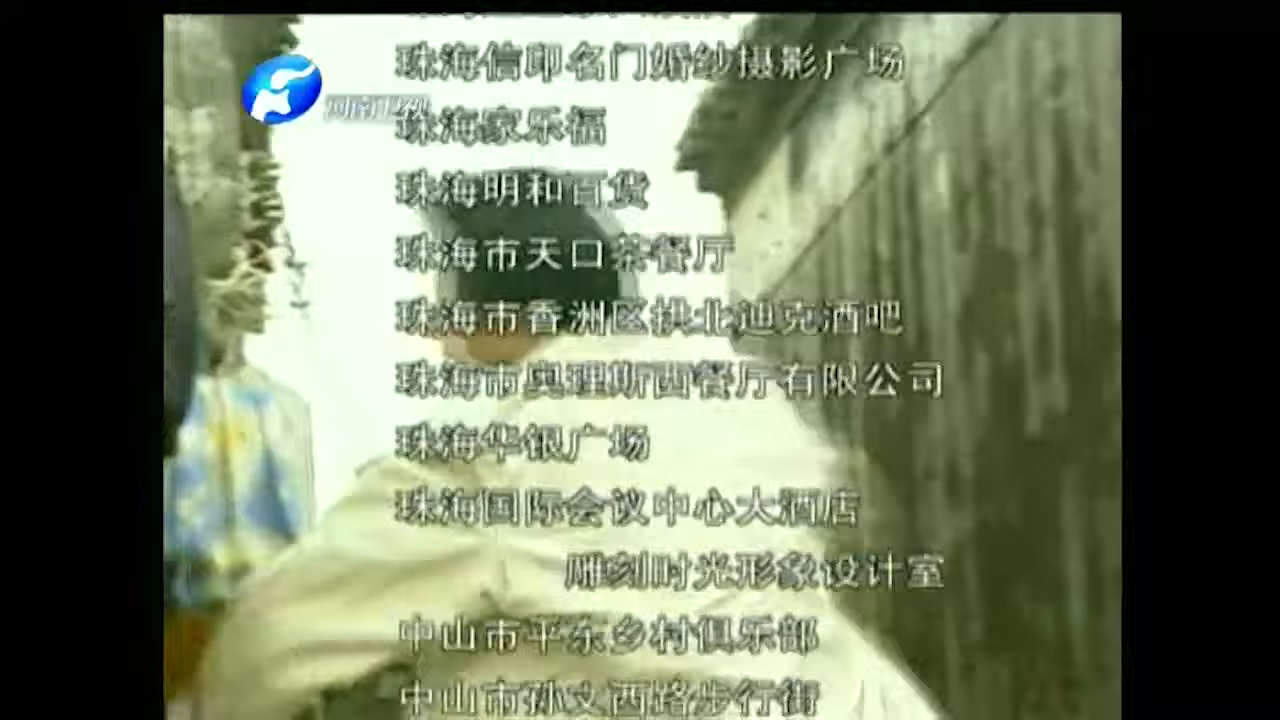 珠海信印名门婚纱摄影广场
河南卫视
珠海家乐福
珠海明和百货
珠海市天口茶餐厅
珠海市香洲区拱北迪克酒吧
珠海市奥理斯西餐厅有限公司
珠海华银广场
珠海国际会议中心大酒店
雕刻时光形象设计室
中山市平东乡村俱乐部
中山市孙文西路步行街